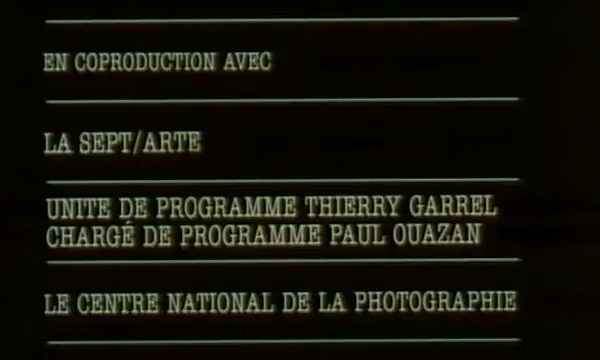 EN COPRODUCTION AVEC
LA SEPT/ARTE
UNITE DE PROGRAMME THIERRY GARREL
CHARGÉ DE PROGRAMME PAUL OUAZAN
LE CENTRE NATIONAL DE LA PHOTOGRAPHIE